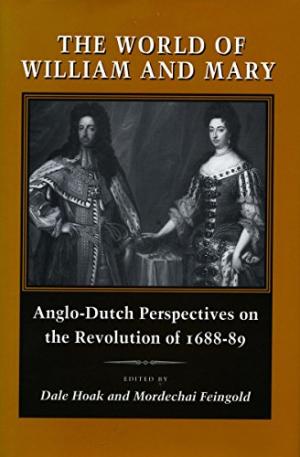 THE WORLD OF
WILLIAM AND MARY
Anglo-Dutch Perspectives on
the Revolution of 1688-89
EDITED BY
Dale Hoak and Mordechai Feingold